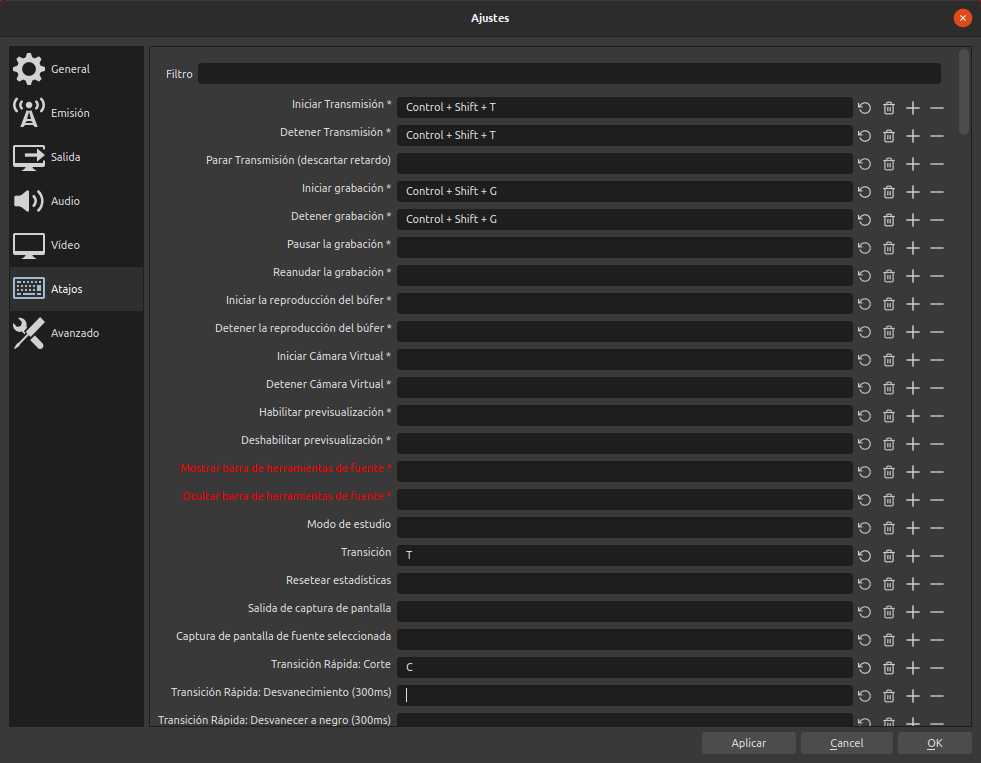 Ajustes
General
Emisión
Salida
Audio
Vídeo
Atajos
Avanzado
Filtro
Iniciar Transmisión * Control + Shift + T
Detener Transmisión * Control + Shift + T
Parar Transmisión (descartar retardo)
Iniciar grabación * Control + Shift + G
Detener grabación * Control + Shift + G
Pausar la grabación *
Reanudar la grabación *
Iniciar la reproducción del búfer *
Detener la reproducción del búfer *
Iniciar Cámara Virtual *
Detener Cámara Virtual *
Habilitar previsualización *
Deshabilitar previsualización *
Mostrar barra de herramientas de fuente *
Ocultar barra de herramientas de fuente *
Modo de estudio
Transición T
Resetear estadísticas
Salida de captura de pantalla
Captura de pantalla de fuente seleccionada
Transición Rápida: Corte C
Transición Rápida: Desvanecimiento (300ms)
Transición Rápida: Desvanecer a negro (300ms)
Aplicar Cancel OK